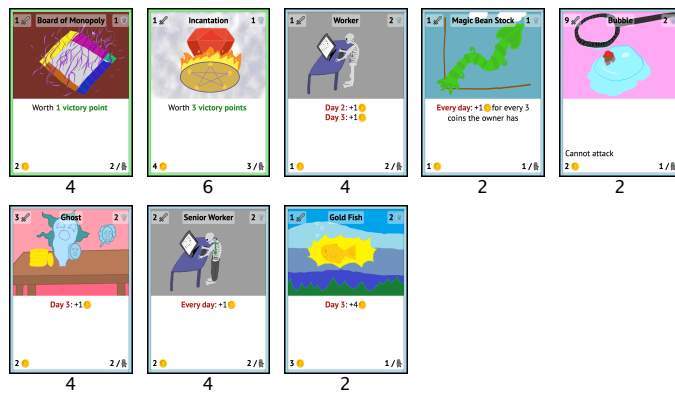 1 Board of Monopoly 1
Worth 1 victory point
2 2 /
4
1 Incantation 1
Worth 3 victory points
4 3 /
6
1 Worker 2
Day 2: +1
Day 3: +1
1 2 /
4
1 Magic Bean Stock 1
Every day: +1 for every 3
coins the owner has
1 1 /
2
9 Bubble 2
Cannot attack
2 1 /
2
3 Ghost 2
Day 3: +1
2 2 /
4
2 Senior Worker 2
Every day: +1
2 2 /
4
1 Gold Fish 2
Day 3: +4
3 1 /
2